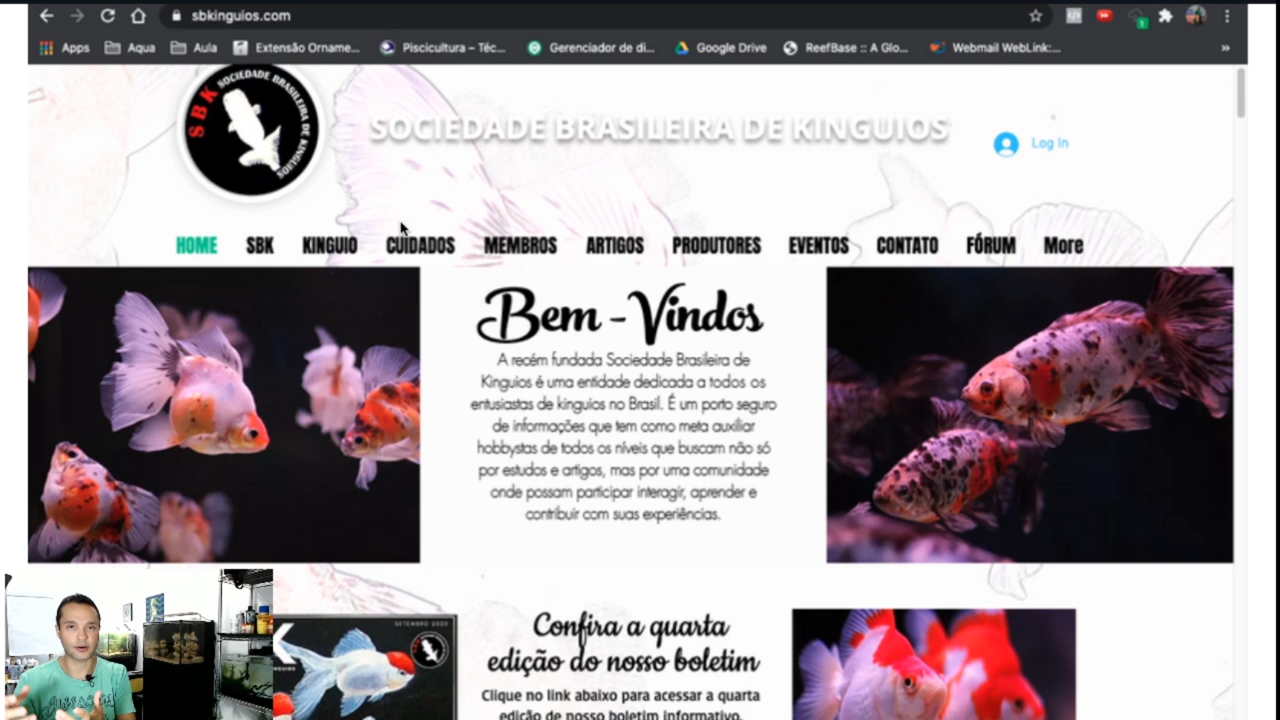 sbkinguios.com
Apps Aqua Aula Extensão Orname... Piscicultura – Téc... Gerenciador de di... Google Drive ReefBase :: A Glo... Webmail WebLink:... »
SBK SOCIEDADE BRASILEIRA DE KINGUIOS
SOCIEDADE BRASILEIRA DE KINGUIOS
Log In
HOME SBK KINGUIO CUIDADOS MEMBROS ARTIGOS PRODUTORES EVENTOS CONTATO FÓRUM More
Bem - Vindos
A recém fundada Sociedade Brasileira de
Kinguios é uma entidade dedicada a todos os
entusiastas de kinguios no Brasil. É um porto seguro
de informações que tem como meta auxiliar
hobbystas de todos os níveis que buscam não só
por estudos e artigos, mas por uma comunidade
onde possam participar interagir, aprender e
contribuir com suas experiências.
SETEMBRO 2020
Confira a quarta
edição do nosso boletim
Clique no link abaixo para acessar a quarta
edição de nosso boletim informativo.